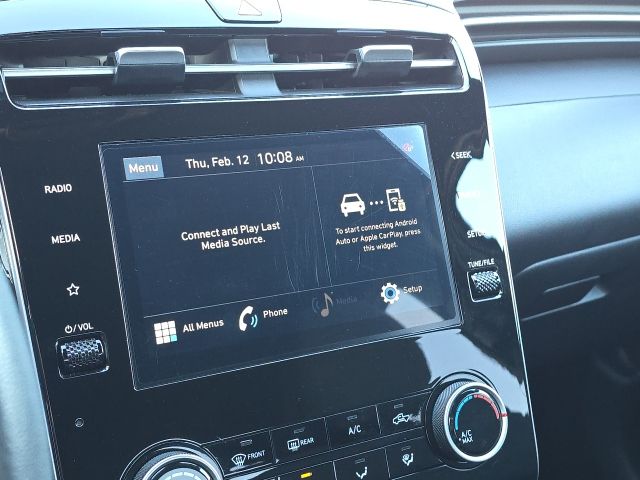 Menu
Thu, Feb. 12 10:08 AM
SEEK
RADIO
MEDIA
Connect and Play Last
Media Source.
To start connecting Android
Auto or Apple CarPlay, press
this widget.
TUNE/FILE
All Menus
Phone
Media
Setup
/VOL
FRONT
REAR
A/C
A/C
MAX